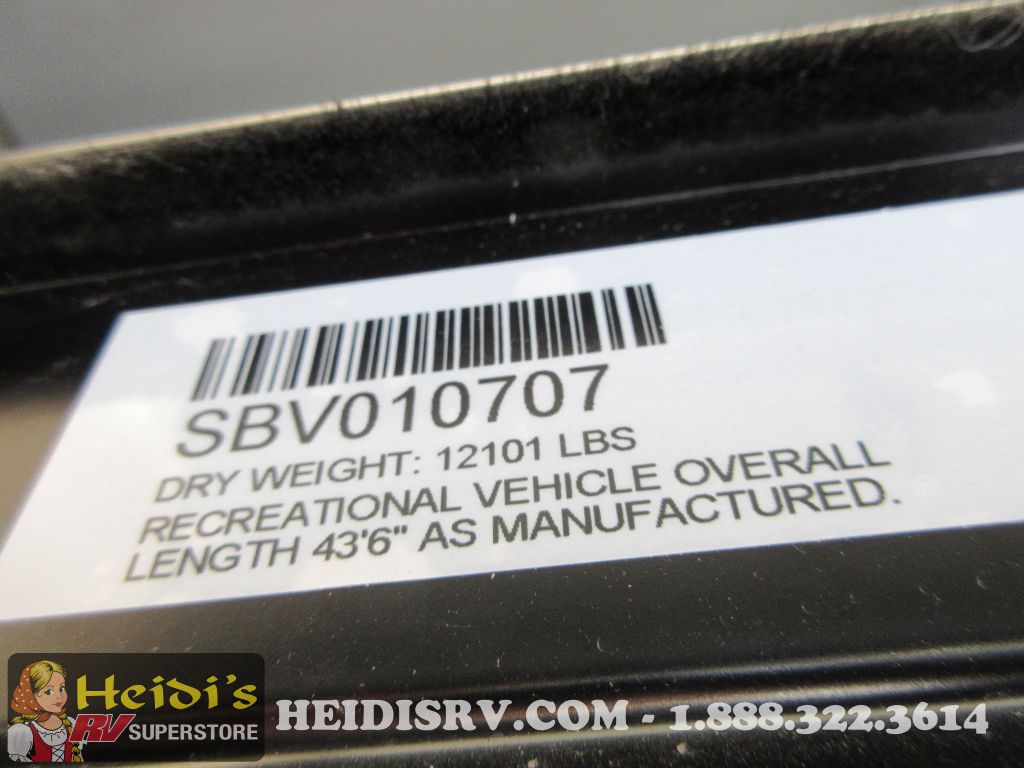 SBV010707
DRY WEIGHT: 12101 LBS
RECREATIONAL VEHICLE OVERALL
LENGTH 43'6" AS MANUFACTURED.
Heidi's
RV SUPERSTORE
HEIDISRV.COM - 1.888.322.3614